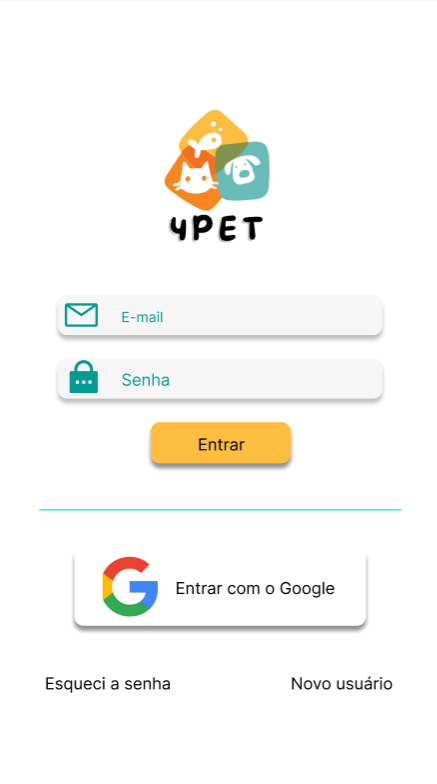 4PET
E-mail
Senha
Entrar
Entrar com o Google
Esqueci a senha
Novo usuário